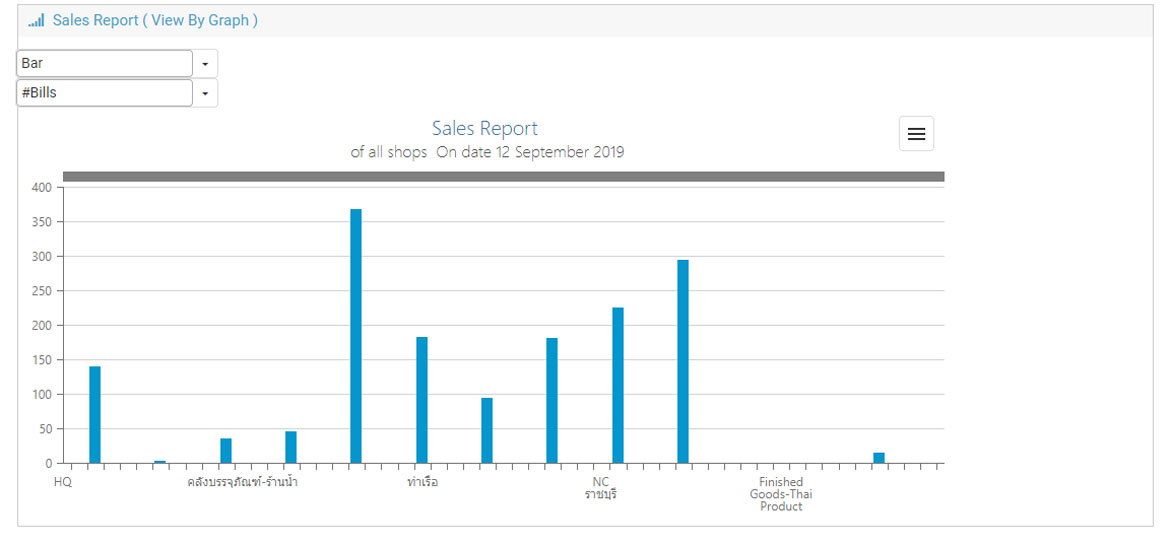 Sales Report ( View By Graph )
Bar
#Bills
Sales Report
of all shops On date 12 September 2019
400
350
300
250
200
150
100
50
0
HQ
คลังบรรจุภัณฑ์-ร้านน้ำ
ท่าเรือ
NC
ราชบุรี
Finished
Goods-Thai
Product